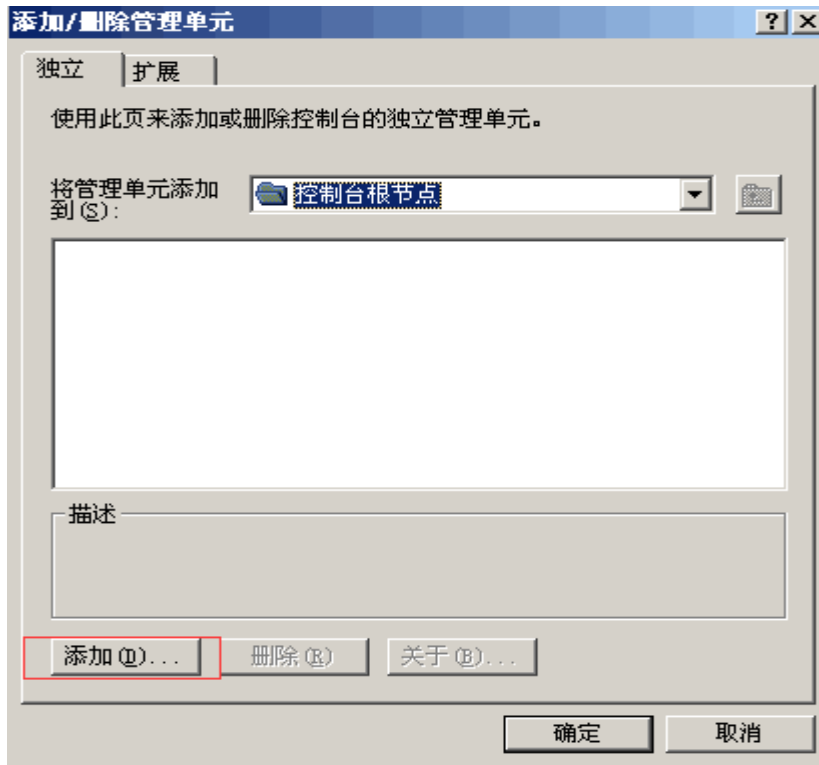 添加/删除管理单元
独立
扩展
使用此页来添加或删除控制台的独立管理单元。
将管理单元添加
到(S):
控制台根节点
描述
添加(D)...
删除(R)
关于(B)...
确定
取消